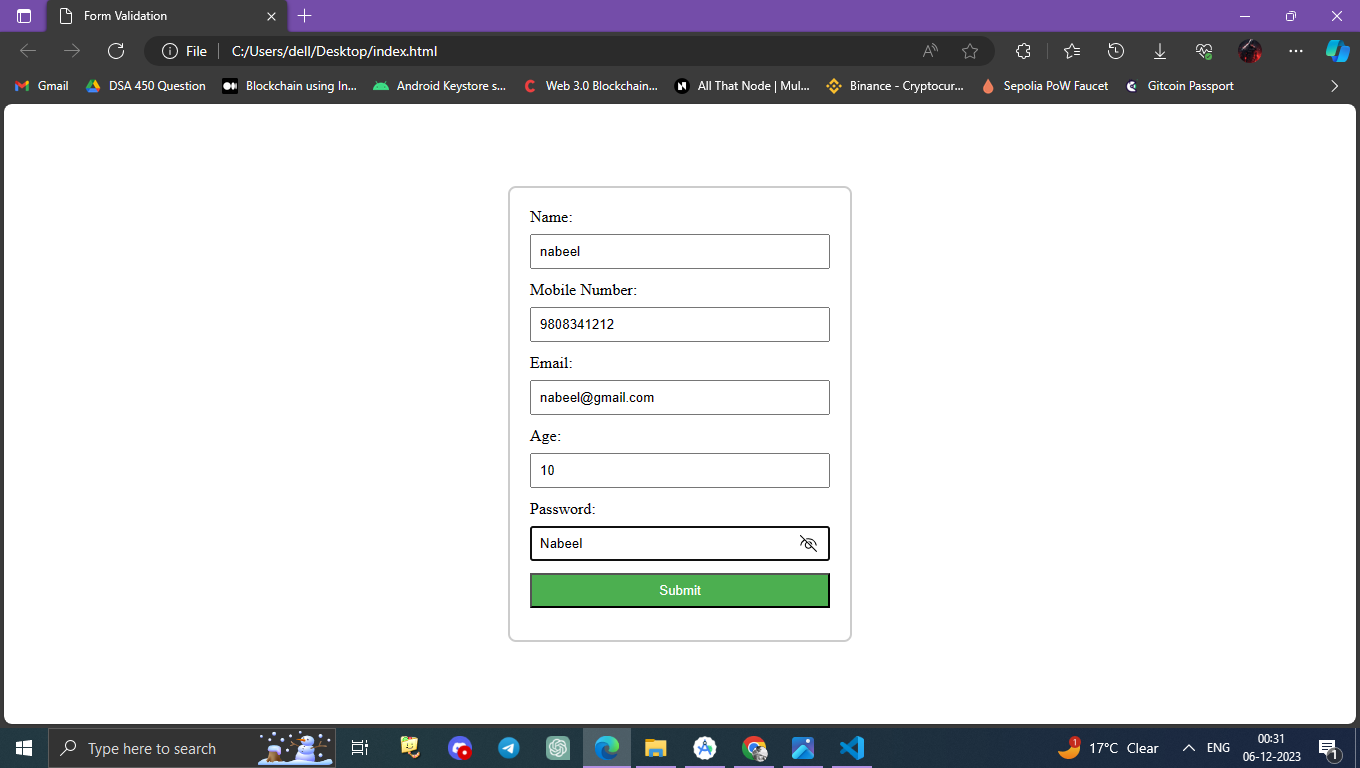 Form Validation
File
C:/Users/dell/Desktop/index.html
Gmail DSA 450 Question Blockchain using In... Android Keystore s... Web 3.0 Blockchain... All That Node | Mul... Binance - Cryptocur... Sepolia PoW Faucet Gitcoin Passport
Name:
nabeel
Mobile Number:
9808341212
Email:
nabeel@gmail.com
Age:
10
Password:
Nabeel
Submit
Type here to search
1
17°C Clear
ENG
00:31
06-12-2023
1